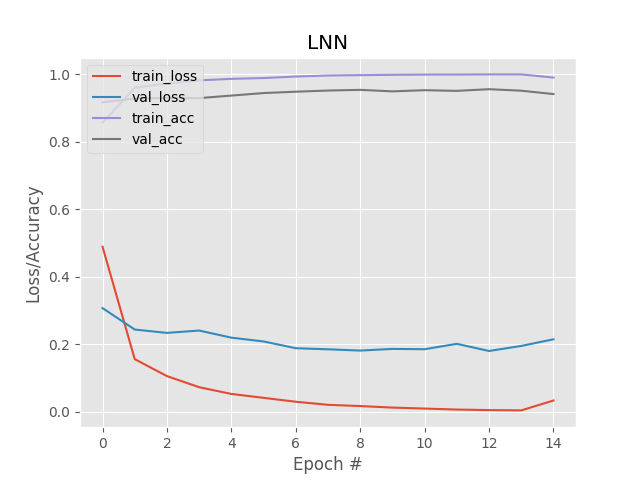 LNN
train_loss
val_loss
train_acc
val_acc
1.0
0.8
0.6
0.4
0.2
0.0
Loss/Accuracy
0 2 4 6 8 10 12 14
Epoch #